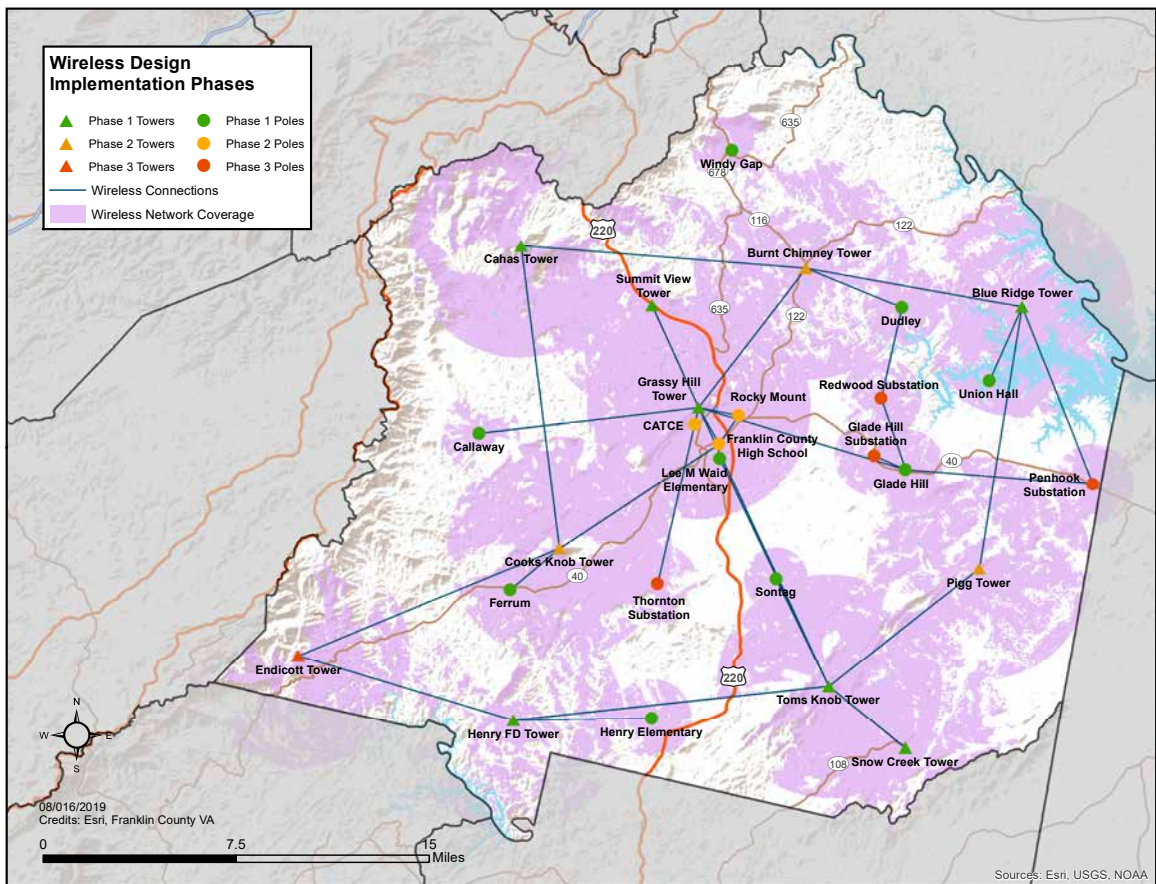 Wireless Design
Implementation Phases
Phase 1 Towers
Phase 1 Poles
Phase 2 Towers
Phase 2 Poles
Phase 3 Towers
Phase 3 Poles
Wireless Connections
Wireless Network Coverage
635
Windy Gap
678
116
122
220
Cahas Tower
Burnt Chimney Tower
Summit View
Tower
Blue Ridge Tower
635
122
Dudley
Grassy Hill
Tower
Rocky Mount
Redwood Substation
Union Hall
CATCE
Franklin County
High School
Glade Hill
Substation
Callaway
Lee M Waid
Elementary
Glade Hill
40
Penhook
Substation
Cooks Knob Tower
40
Ferrum
Thornton
Substation
Sontag
Pigg Tower
Endicott Tower
220
Toms Knob Tower
Henry FD Tower
Henry Elementary
108
Snow Creek Tower
N
W
E
S
08/016/2019
Credits: Esri, Franklin County VA
0
7.5
15
Miles
Sources: Esri, USGS, NOAA